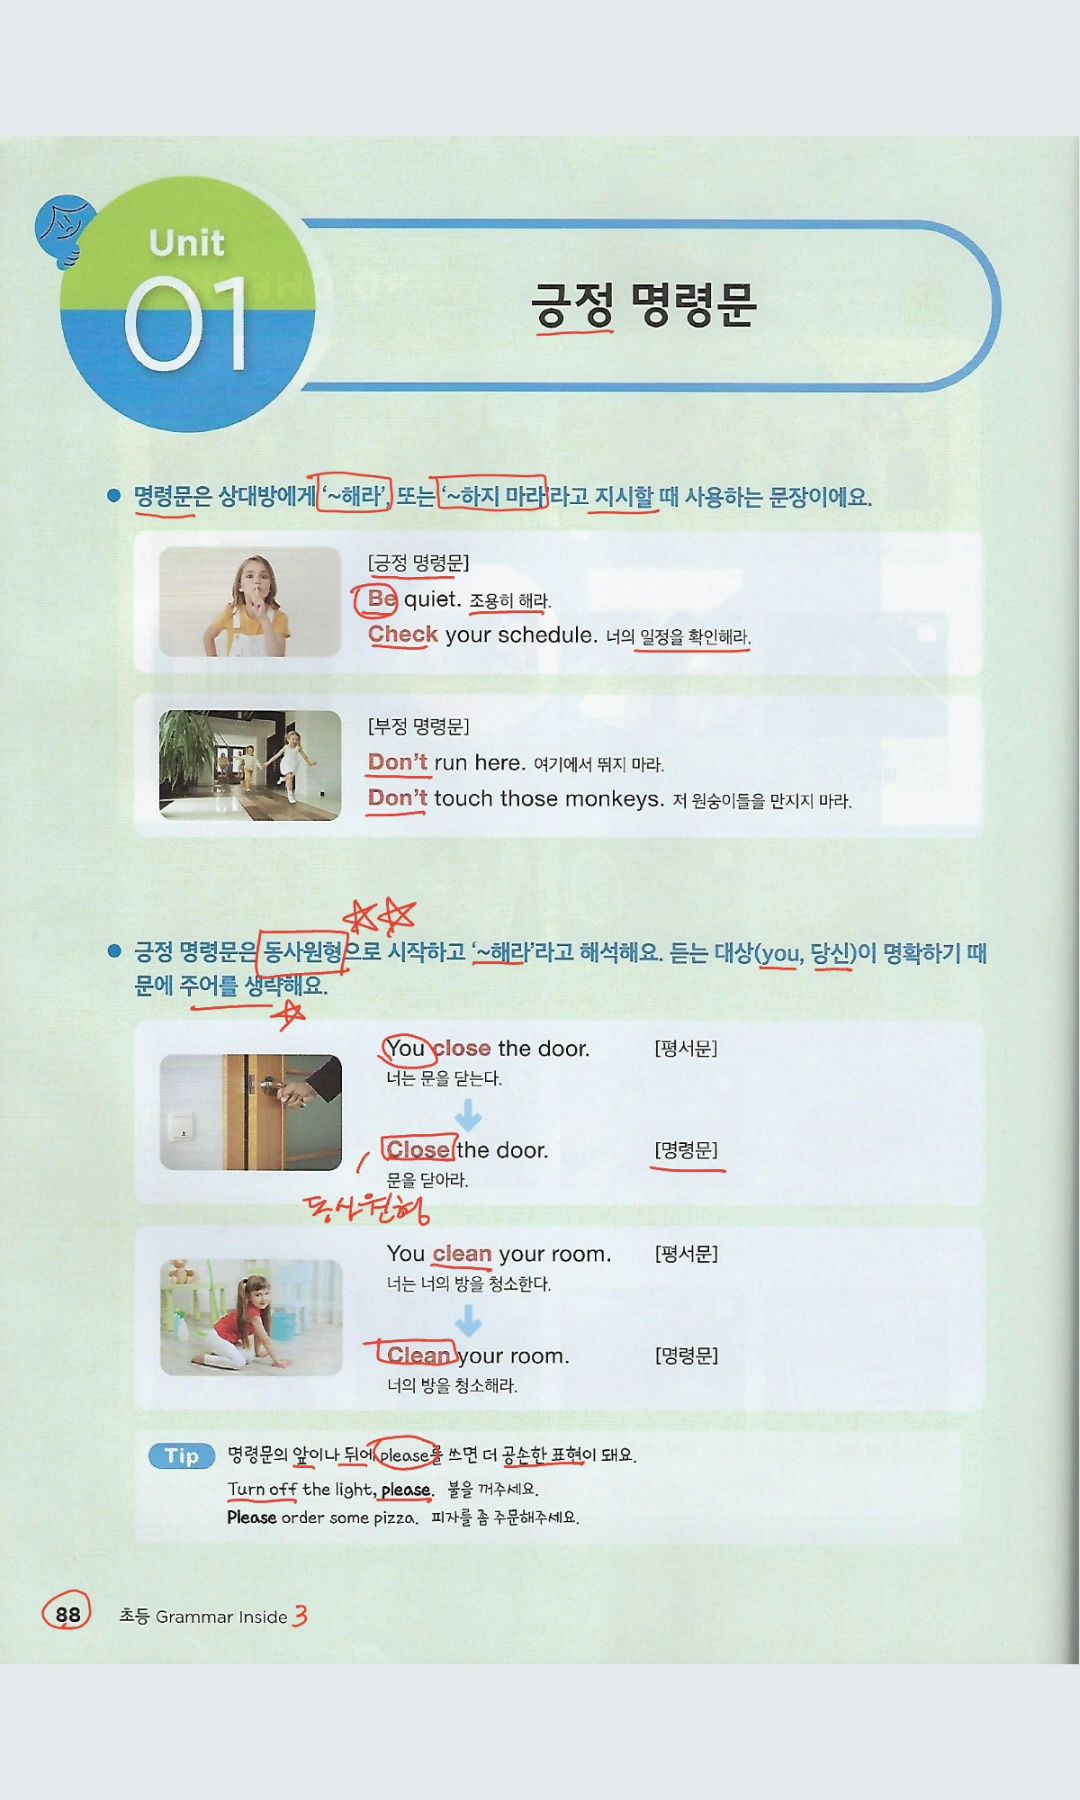 Unit
01
긍정 명령문
● 명령문은 상대방에게 ‘~해라’, 또는 ‘~하지 마라’라고 지시할 때 사용하는 문장이에요.
[긍정 명령문]
Be quiet. 조용히 해라.
Check your schedule. 너의 일정을 확인해라.
[부정 명령문]
Don’t run here. 여기에서 뛰지 마라.
Don’t touch those monkeys. 저 원숭이들을 만지지 마라.
● 긍정 명령문은 동사원형으로 시작하고 ‘~해라’라고 해석해요. 듣는 대상(you, 당신)이 명확하기 때
문에 주어를 생략해요.
You close the door. [평서문]
너는 문을 닫는다.
Close the door. [명령문]
문을 닫아라.
동사원형
You clean your room. [평서문]
너는 너의 방을 청소한다.
Clean your room. [명령문]
너의 방을 청소해라.
Tip 명령문의 앞이나 뒤에 please를 쓰면 더 공손한 표현이 돼요.
Turn off the light, please. 불을 꺼주세요.
Please order some pizza. 피자를 좀 주문해주세요.
88 초등 Grammar Inside 3